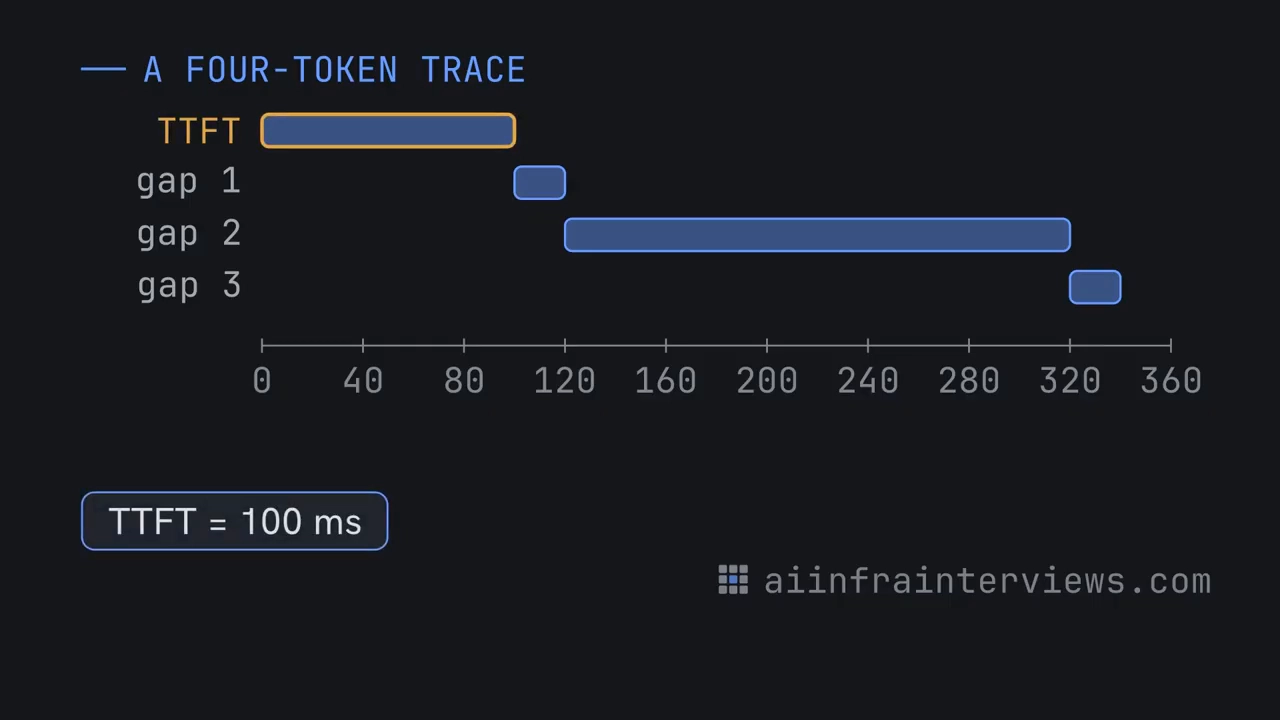 A FOUR-TOKEN TRACE
TTFT
gap 1
gap 2
gap 3
0 40 80 120 160 200 240 280 320 360
TTFT = 100 ms
aiinfrainterviews.com